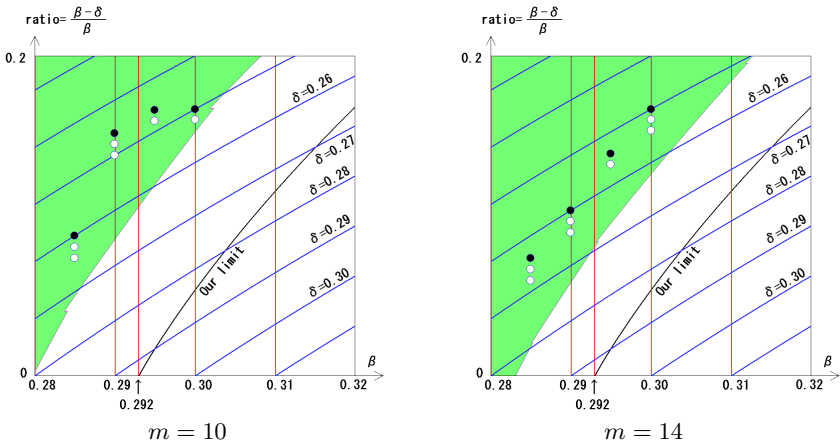 ratio= β-δ/β
0.2
δ=0.26
δ=0.27
δ=0.28
δ=0.29
δ=0.30
Our limit
0
β
0.28 0.29 0.30 0.31 0.32
0.292
m = 10
ratio= β-δ/β
0.2
δ=0.26
δ=0.27
δ=0.28
δ=0.29
δ=0.30
Our limit
0
β
0.28 0.29 0.30 0.31 0.32
0.292
m = 14